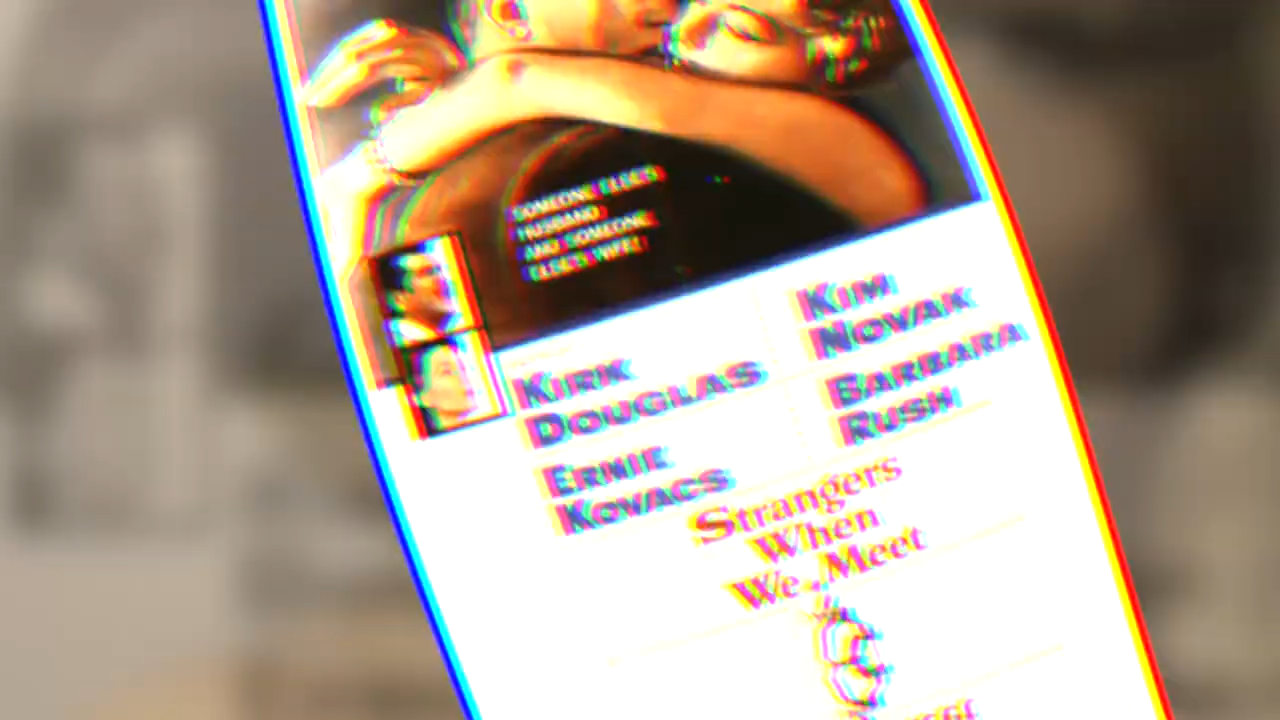 SOMEONE ELSE'S
HUSBAND
AND SOMEONE
ELSE'S WIFE!
KIRK
DOUGLAS
KIM
NOVAK
ERNIE
KOVACS
BARBARA
RUSH
Strangers
When
We Meet